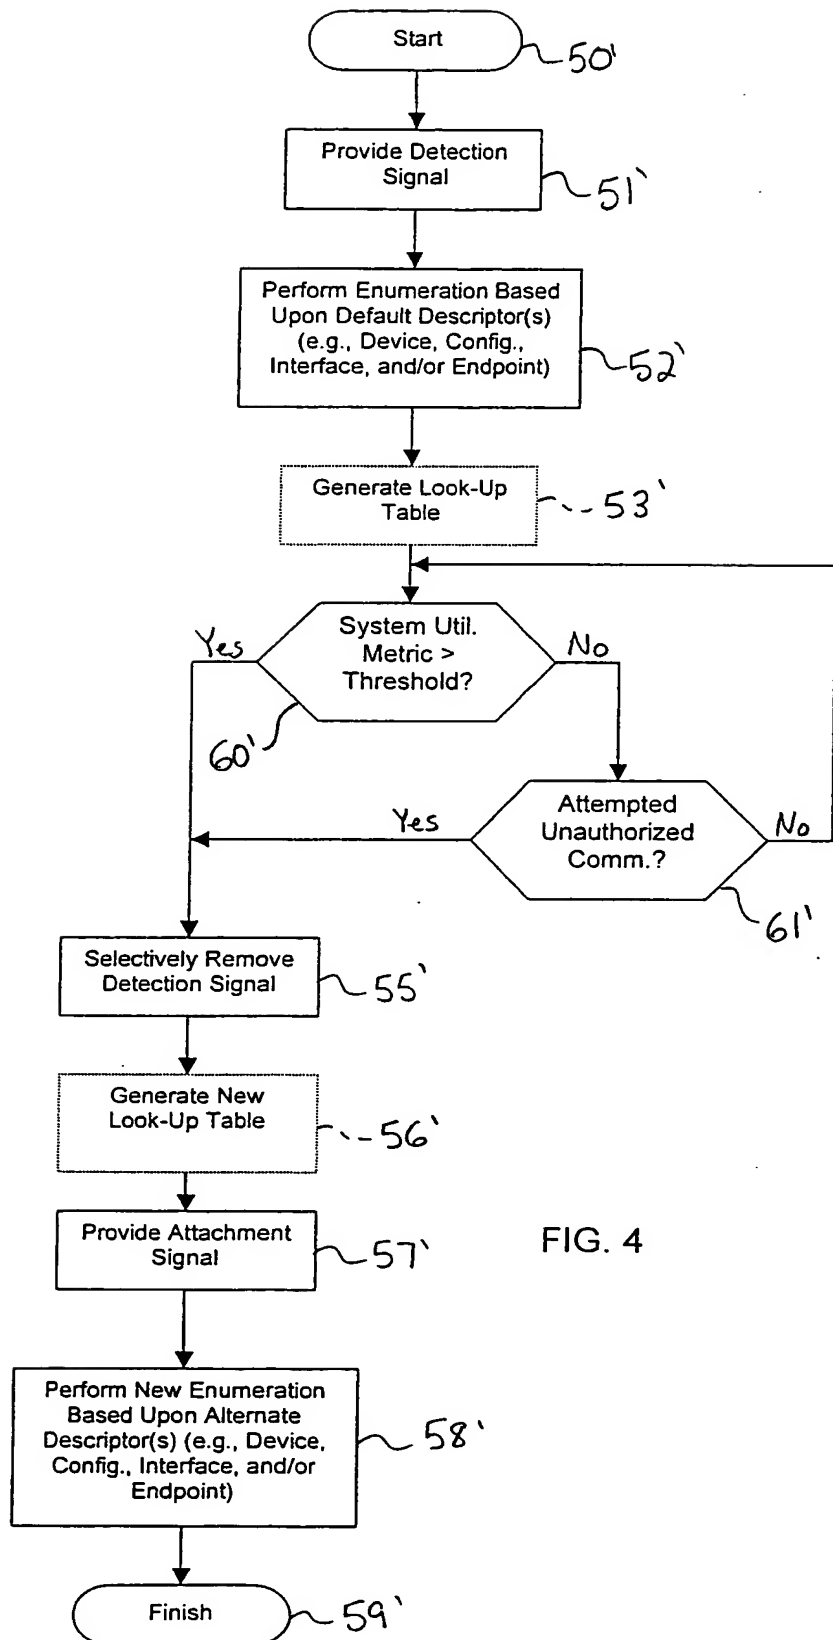 Start
50'
Provide Detection
Signal
51'
Perform Enumeration Based
Upon Default Descriptor(s)
(e.g., Device, Config.,
Interface, and/or Endpoint)
52'
Generate Look-Up
Table
53'
System Util.
Metric >
Threshold?
Yes
No
60'
Attempted
Unauthorized
Comm.?
Yes
No
61'
Selectively Remove
Detection Signal
55'
Generate New
Look-Up Table
56'
Provide Attachment
Signal
57'
FIG. 4
Perform New Enumeration
Based Upon Alternate
Descriptor(s) (e.g., Device,
Config., Interface, and/or
Endpoint)
58'
Finish
59'